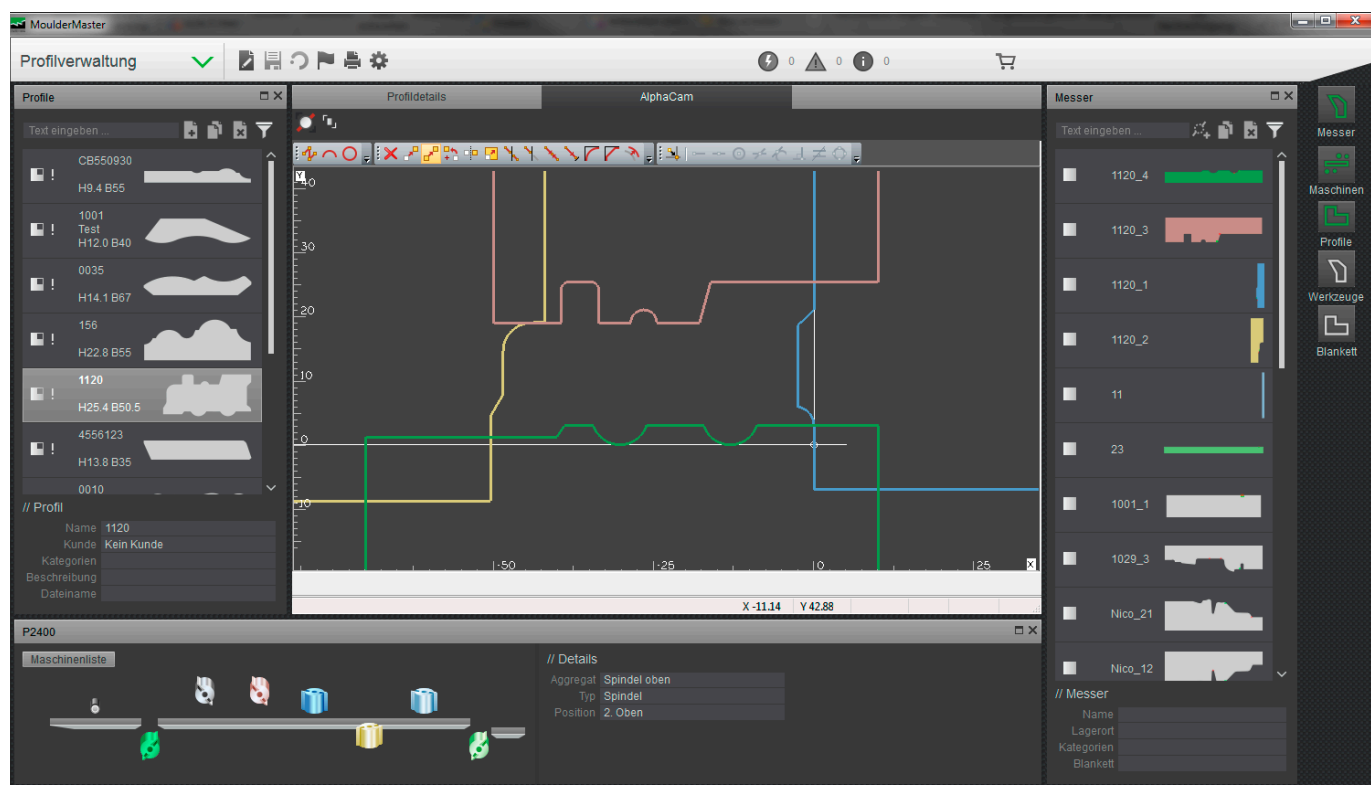 MoulderMaster
Profilverwaltung
0
0
0
Profile
Text eingeben ...
CB550930
H9.4 B55
1001
Test
H12.0 B40
0035
H14.1 B67
156
H22.8 B55
1120
H25.4 B50.5
4556123
H13.8 B35
0010
// Profil
Name 1120
Kunde Kein Kunde
Kategorien
Beschreibung
Dateiname
Profildetails
AlphaCam
Y
40
30
20
10
0
-10
-50
-25
0
25
X
X -11.14 Y 42.88
Messer
Text eingeben ...
1120_4
1120_3
1120_1
1120_2
11
23
1001_1
1029_3
Nico_21
Nico_12
// Messer
Name
Lagerort
Kategorien
Blankett
Messer
Maschinen
Profile
Werkzeuge
Blankett
P2400
Maschinenliste
// Details
Aggregat Spindel oben
Typ Spindel
Position 2. Oben